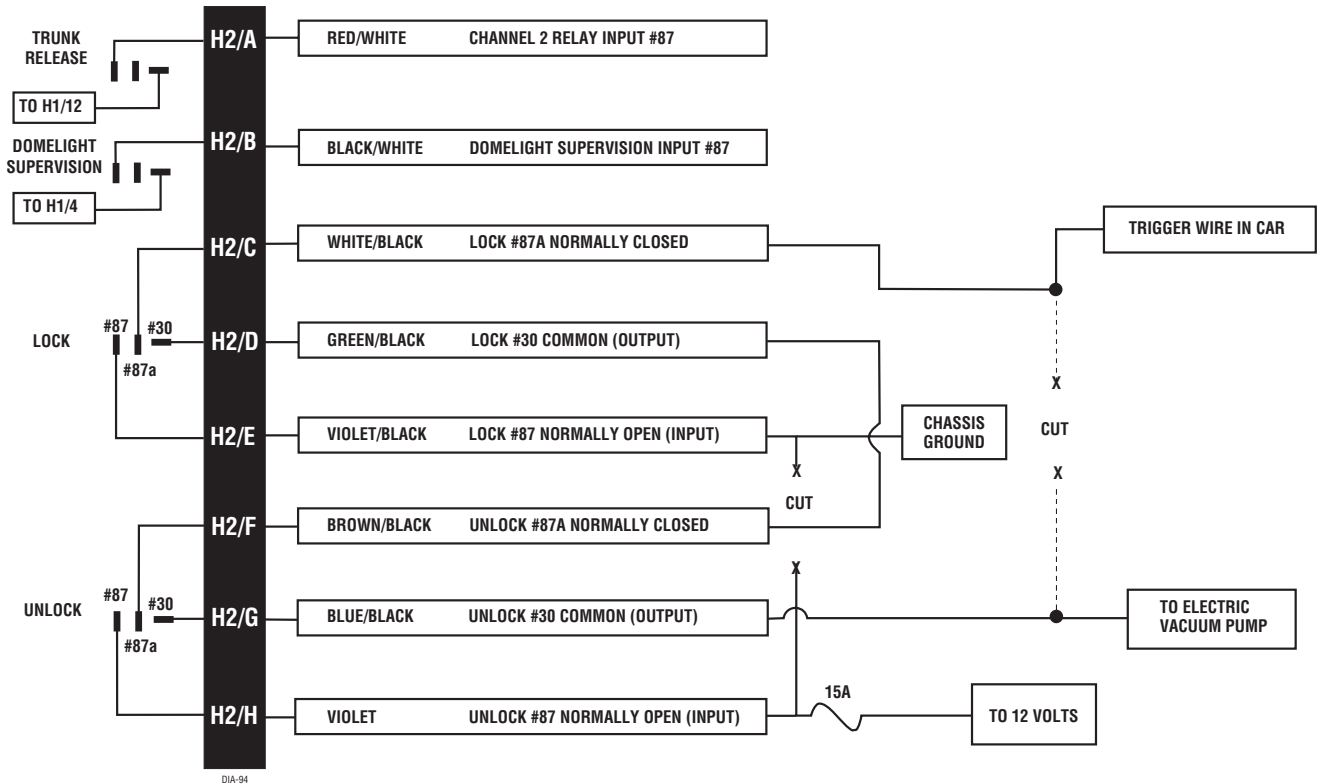 TRUNK
RELEASE
H2/A
RED/WHITE CHANNEL 2 RELAY INPUT #87
TO H1/12
DOMELIGHT
SUPERVISION
H2/B
BLACK/WHITE DOMELIGHT SUPERVISION INPUT #87
TO H1/4
H2/C
WHITE/BLACK LOCK #87A NORMALLY CLOSED
TRIGGER WIRE IN CAR
LOCK
#87
#30
#87a
H2/D
GREEN/BLACK LOCK #30 COMMON (OUTPUT)
X
CUT
X
H2/E
VIOLET/BLACK LOCK #87 NORMALLY OPEN (INPUT)
CHASSIS
GROUND
X
CUT
X
H2/F
BROWN/BLACK UNLOCK #87A NORMALLY CLOSED
UNLOCK
#87
#30
#87a
H2/G
BLUE/BLACK UNLOCK #30 COMMON (OUTPUT)
TO ELECTRIC
VACUUM PUMP
H2/H
VIOLET UNLOCK #87 NORMALLY OPEN (INPUT)
15A
TO 12 VOLTS
DIA-94